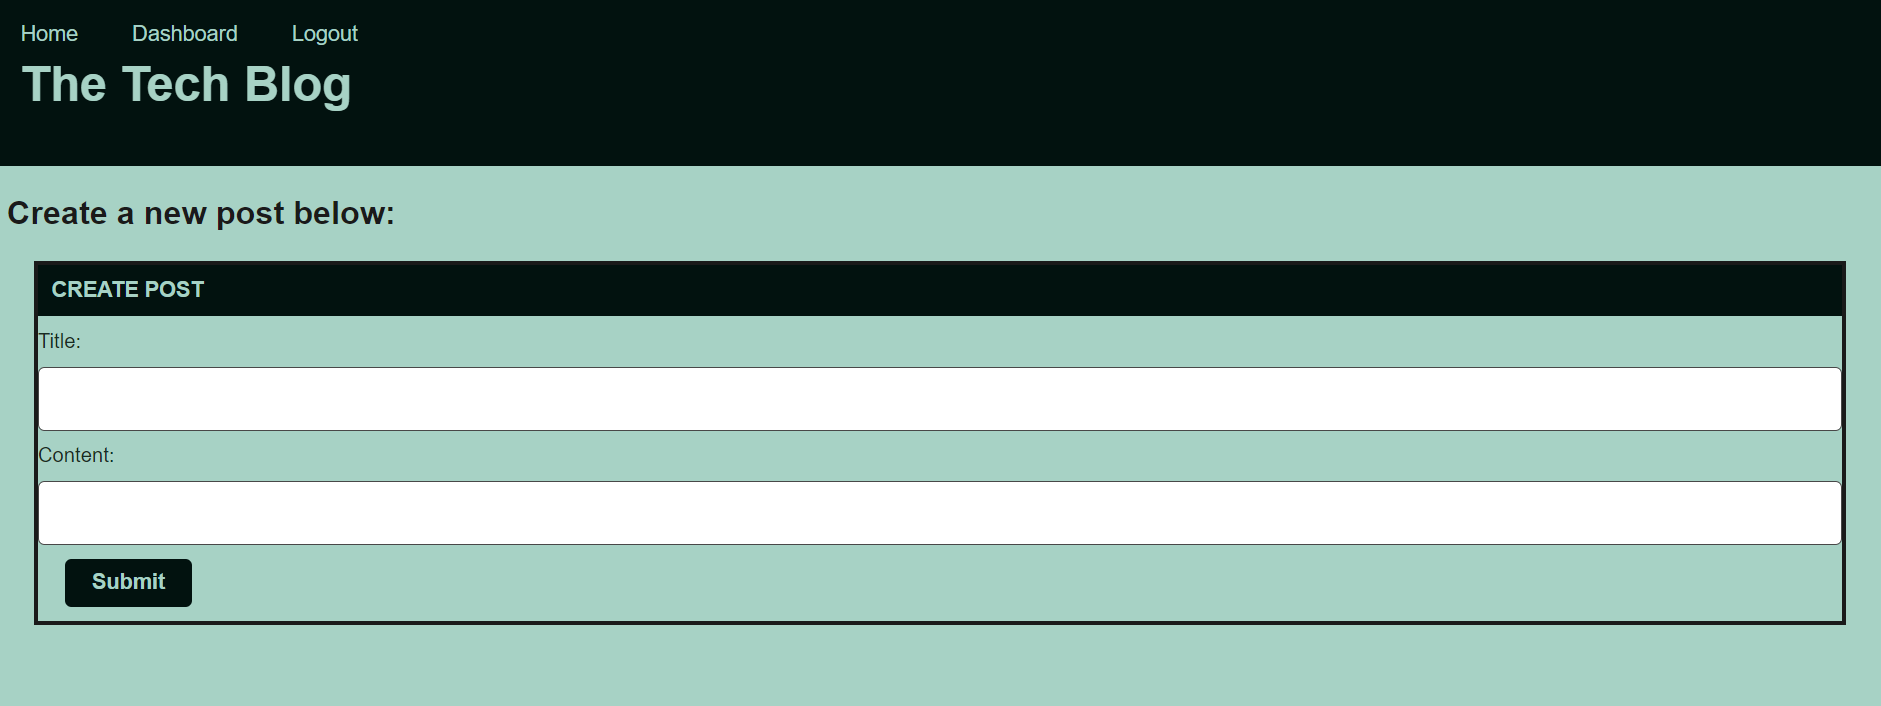 Home Dashboard Logout
The Tech Blog
Create a new post below:
CREATE POST
Title:
Content:
Submit